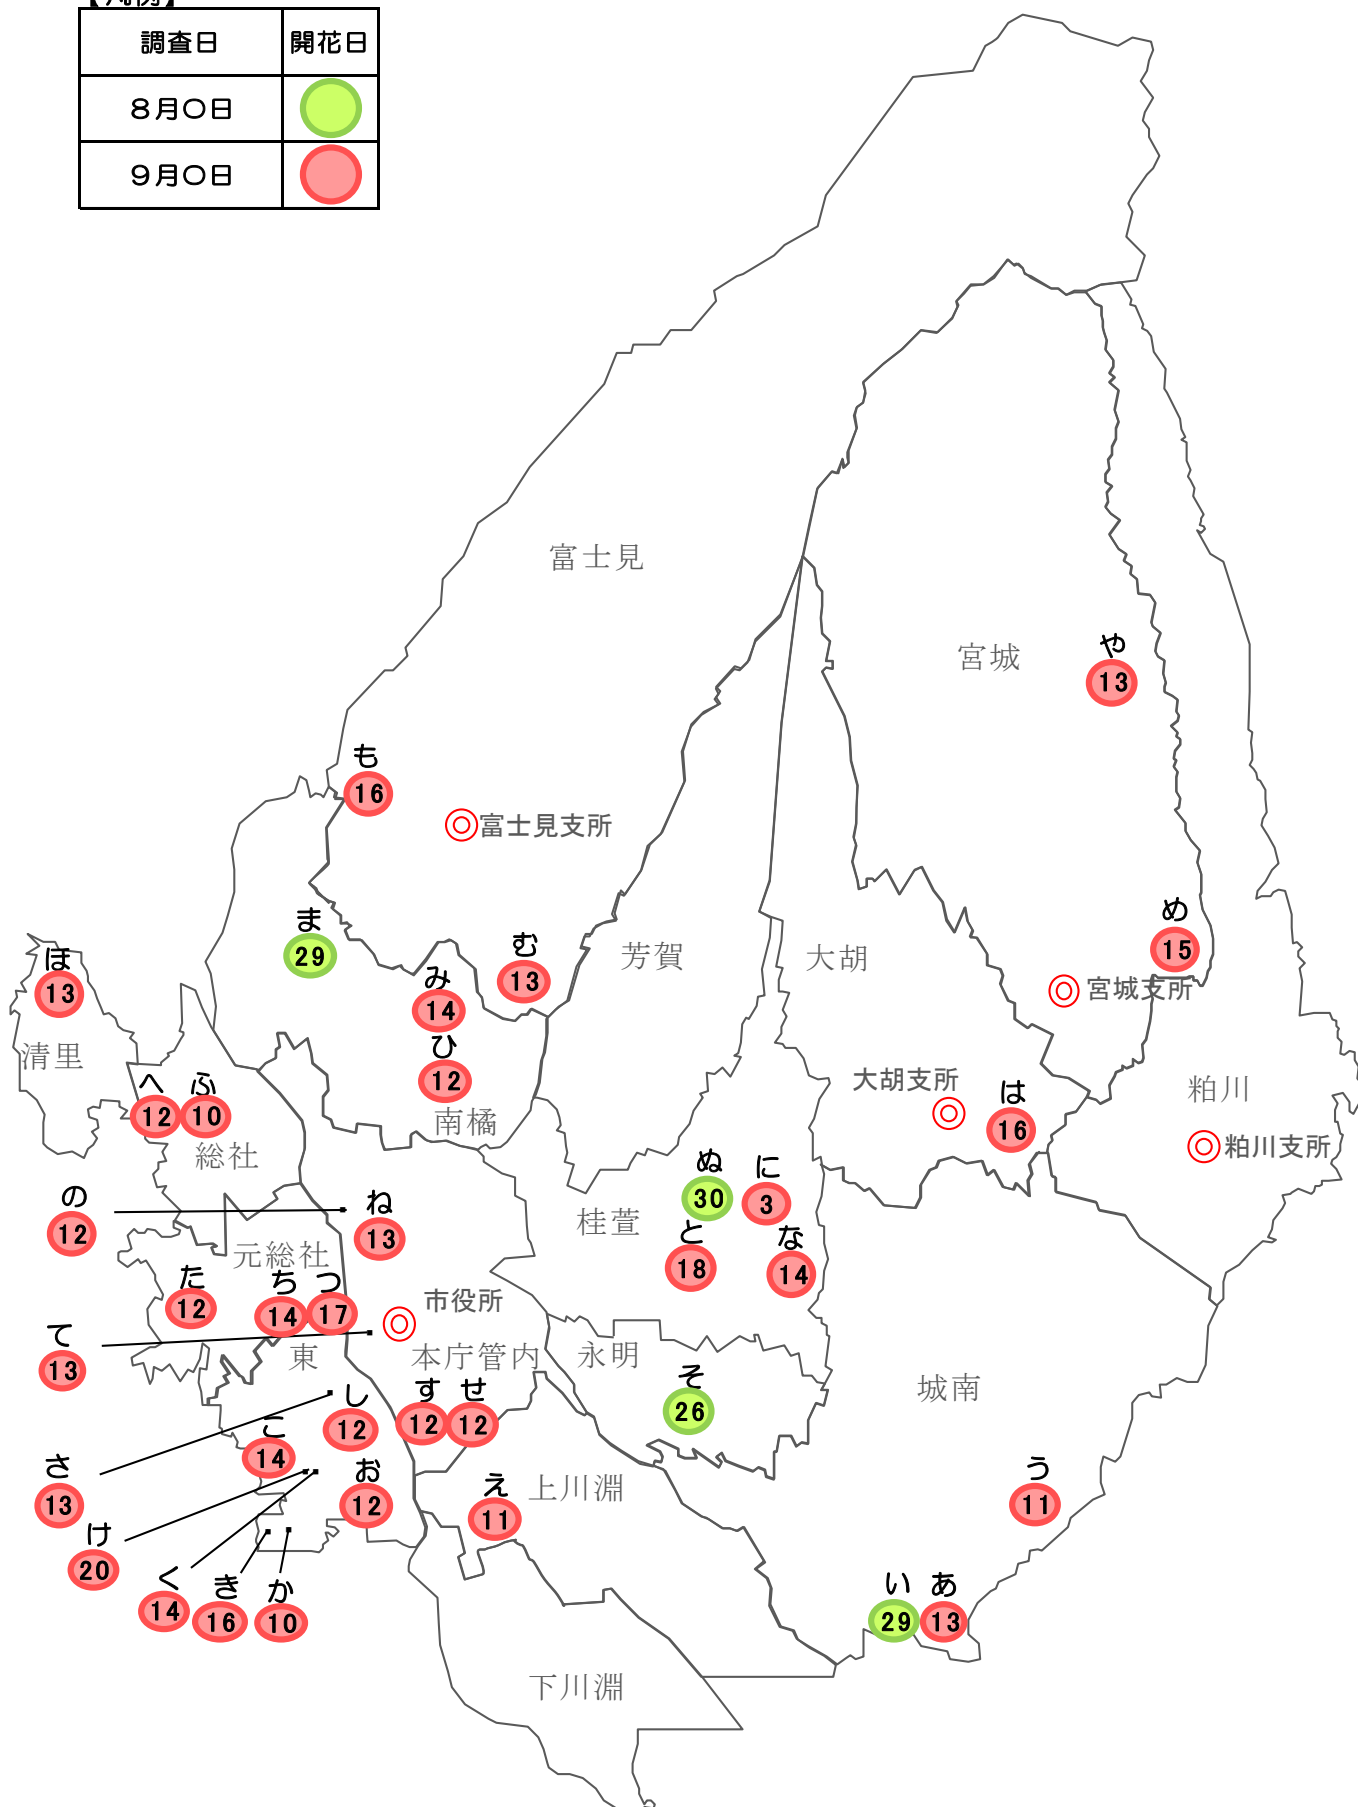 【凡例】
調査日 開花日
8月〇日
9月〇日
富士見
宮城
や
13
も
16
富士見支所
め
15
ま
29
む
13
芳賀
大胡
ほ
13
み
14
宮城支所
清里
ひ
12
大胡支所
は
16
粕川
へ
12
ふ
10
南橘
粕川支所
総社
ぬ
30
に
3
の
12
ね
13
桂萱
と
18
な
14
元総社
た
12
ち
14
つ
17
市役所
て
13
東
本庁管内
永明
そ
26
城南
し
12
す
12
せ
12
こ
14
さ
13
お
12
え
11
上川淵
う
11
け
20
く
14
き
16
か
10
い
29
あ
13
下川淵